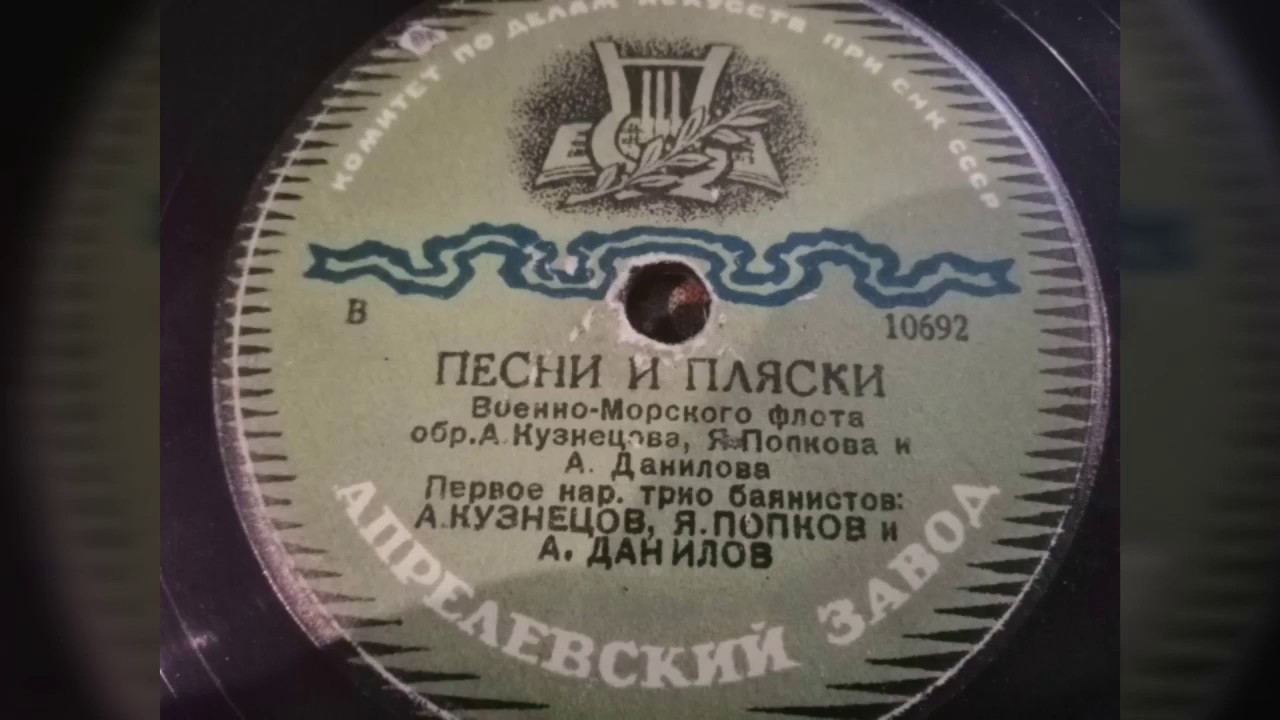 КОМИТЕТ ПО ДЕЛАМ ИСКУССТВ ПРИ СНК СССР
В 10692
ПЕСНИ И ПЛЯСКИ
Военно-Морского флота
обр.А.Кузнецова, Я.Попкова и
А. Данилова
Первое нар. трио баянистов:
А.КУЗНЕЦОВ, Я.ПОПКОВ и
А. ДАНИЛОВ
АПРЕЛЕВСКИЙ ЗАВОД